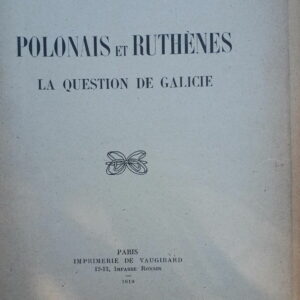 POLONAIS ET RUTHÈNES
LA QUESTION DE GALICIE
PARIS
IMPRIMERIE DE VAUGIRARD
12-13, IMPASSE RONSIN
1919